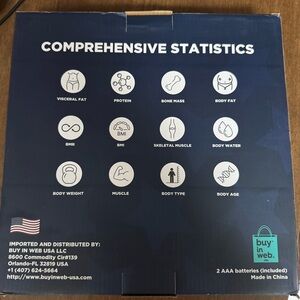 COMPREHENSIVE STATISTICS
VISCERAL FAT
PROTEIN
BONE MASS
BODY FAT
BMR
BMI
BMI
SKELETAL MUSCLE
BODY WATER
BODY WEIGHT
MUSCLE
BODY TYPE
BODY AGE
IMPORTED AND DISTRIBUTED BY:
BUY IN WEB USA LLC
8600 Commodity Cir#139
Orlando-FL 32819 USA
+1 (407) 624-5664
http://www.buyinweb-usa.com
buy
in
web
2 AAA batteries (included)
Made in China